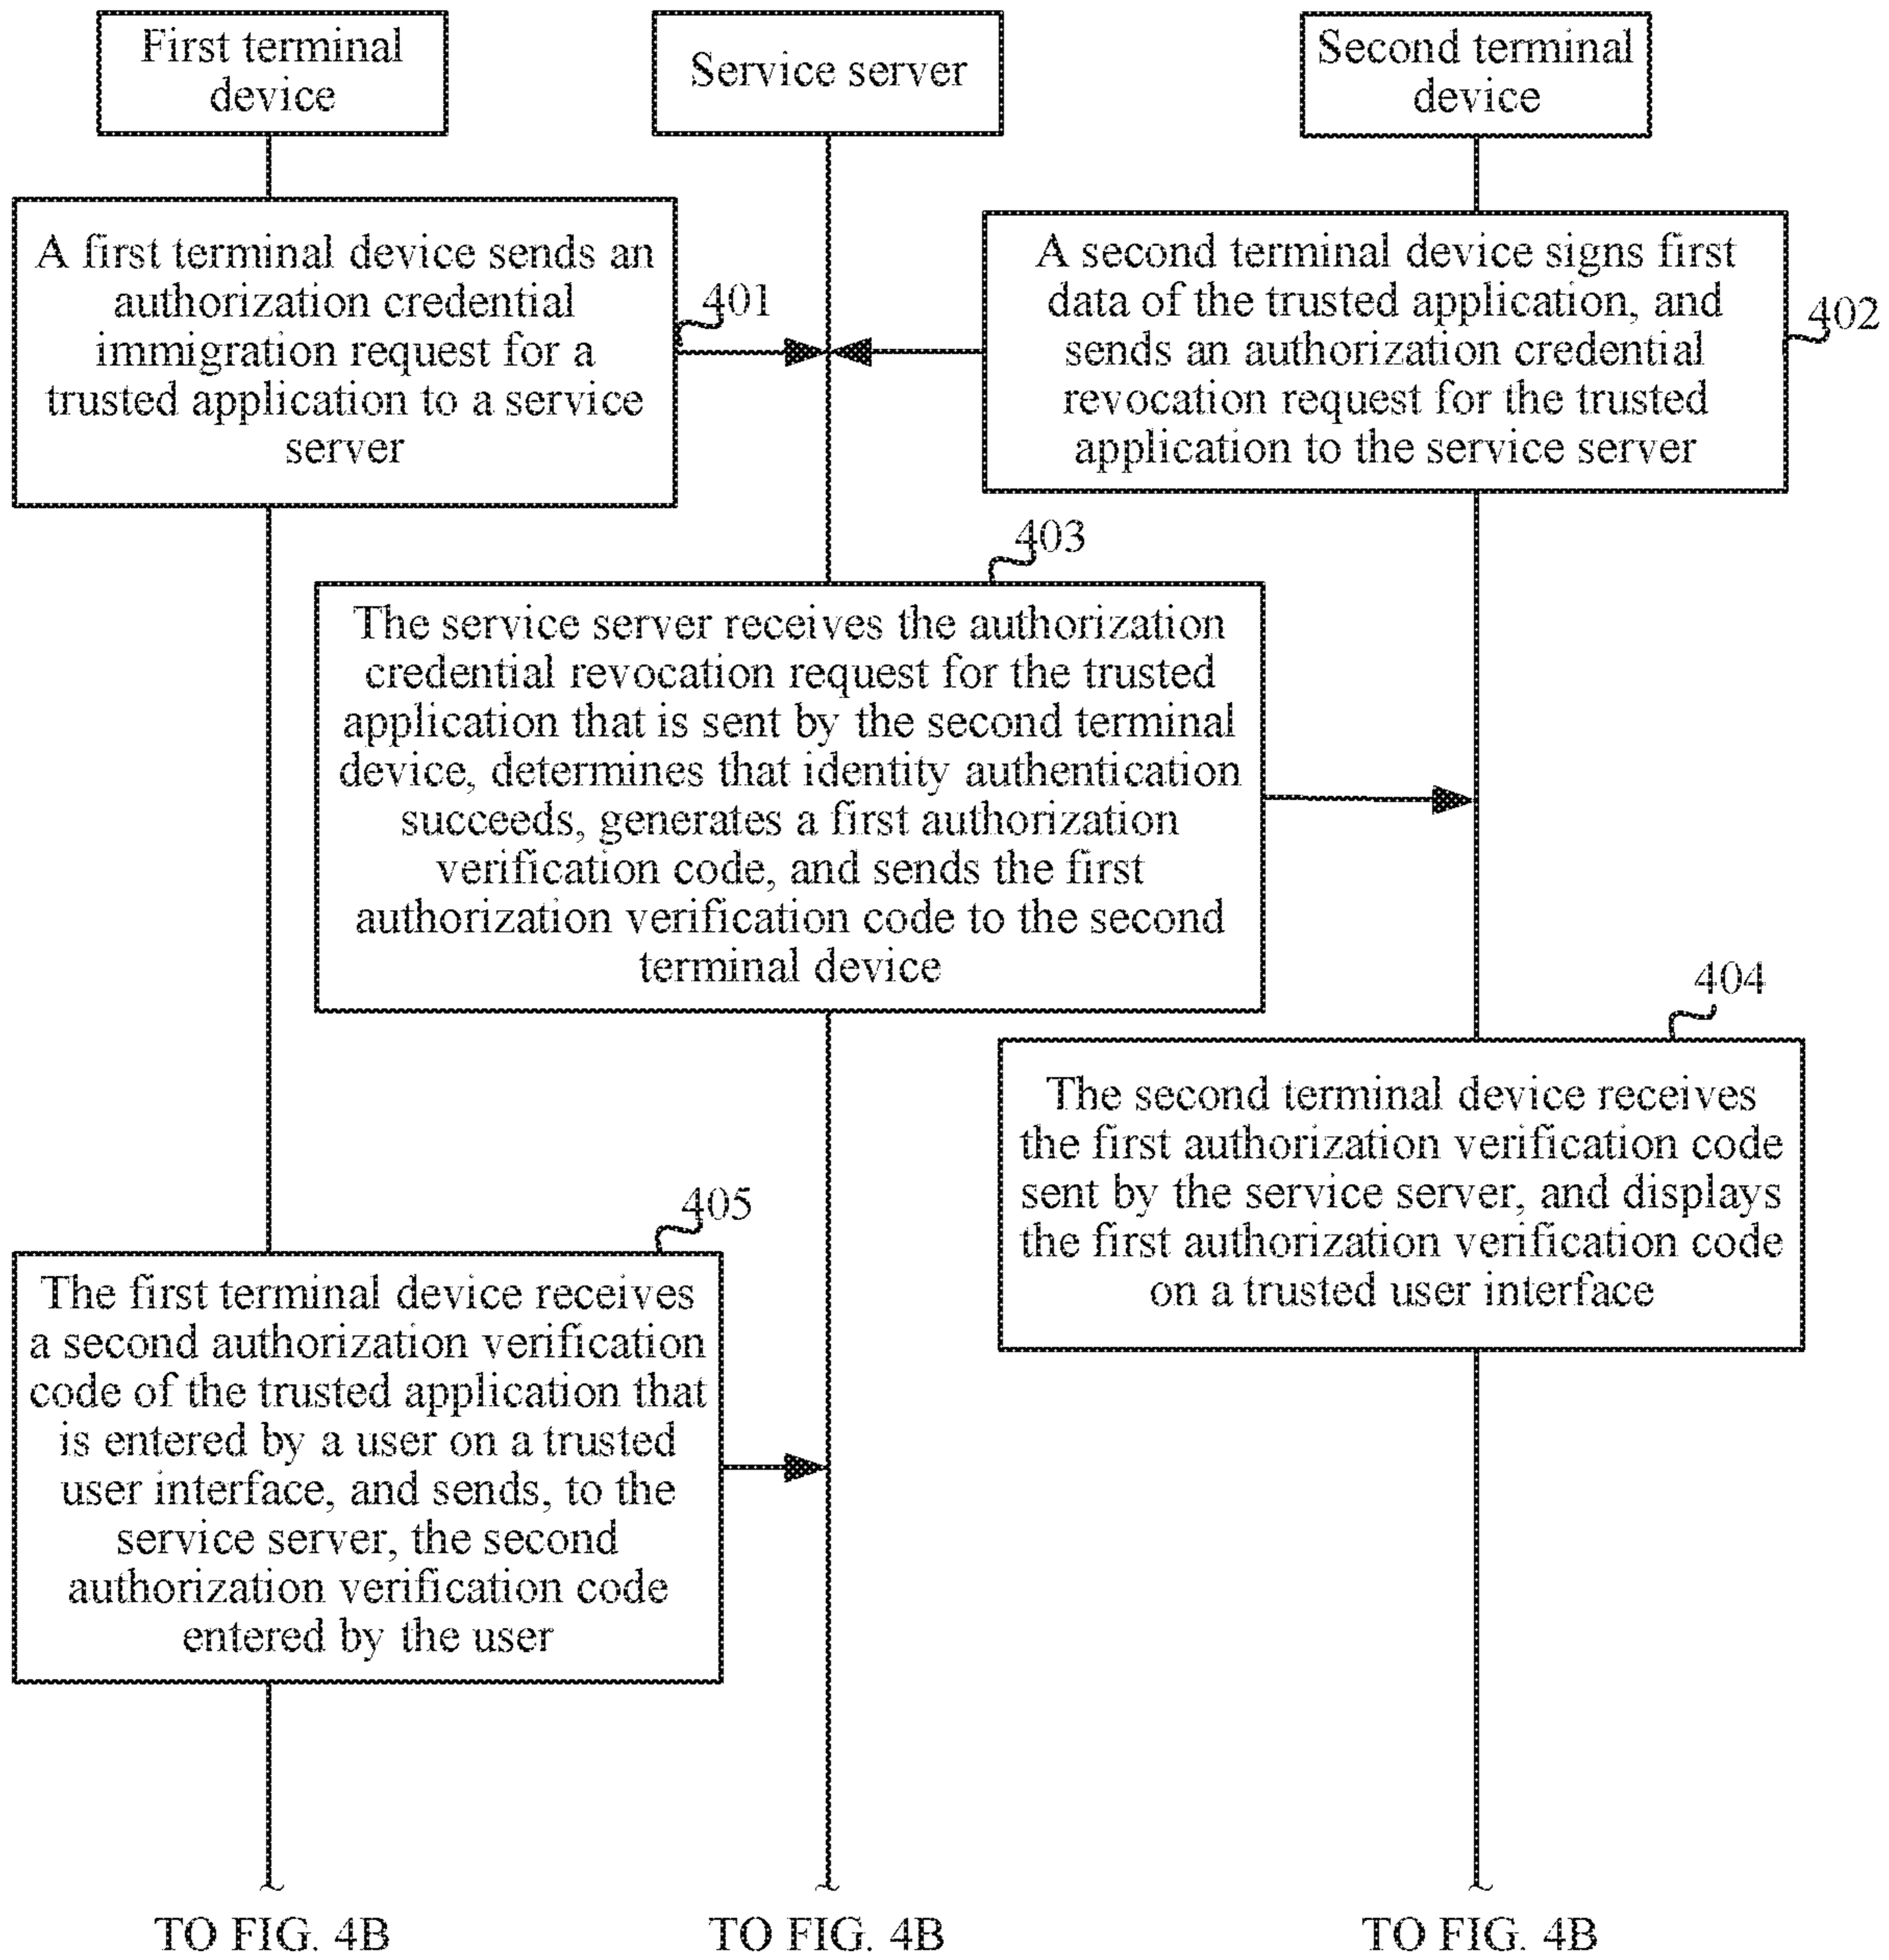 First terminal
device
Service server
Second terminal
device
A first terminal device sends an
authorization credential
immigration request for a
trusted application to a service
server
401
A second terminal device signs first
data of the trusted application, and
sends an authorization credential
revocation request for the trusted
application to the service server
402
403
The service server receives the authorization
credential revocation request for the trusted
application that is sent by the second terminal
device, determines that identity authentication
succeeds, generates a first authorization
verification code, and sends the first
authorization verification code to the second
terminal device
404
The second terminal device receives
the first authorization verification code
sent by the service server, and displays
the first authorization verification code
on a trusted user interface
405
The first terminal device receives
a second authorization verification
code of the trusted application that
is entered by a user on a trusted
user interface, and sends, to the
service server, the second
authorization verification code
entered by the user
TO FIG. 4B
TO FIG. 4B
TO FIG. 4B